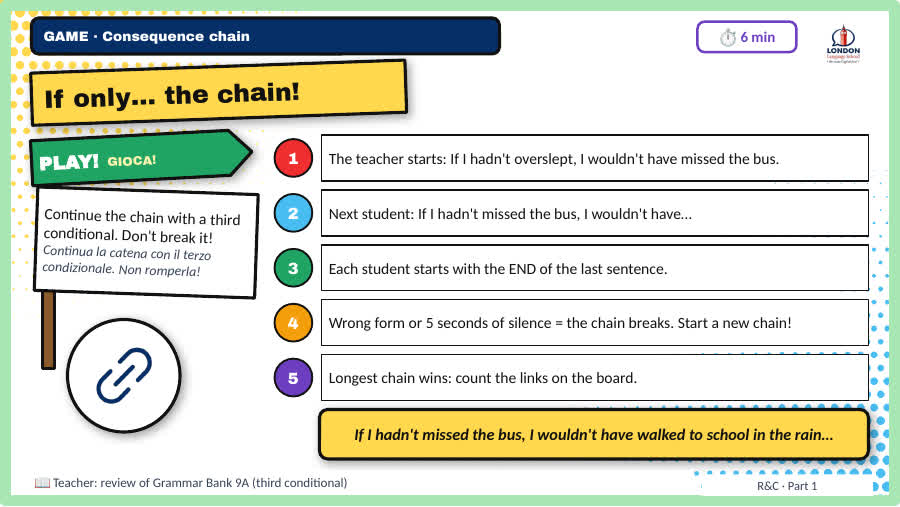 GAME · Consequence chain
⏱️ 6 min
LONDON
Language School
If only... the chain!
PLAY! GIOCA!
Continue the chain with a third
conditional. Don't break it!
Continua la catena con il terzo
condizionale. Non romperla!
1 The teacher starts: If I hadn't overslept, I wouldn't have missed the bus.
2 Next student: If I hadn't missed the bus, I wouldn't have...
3 Each student starts with the END of the last sentence.
4 Wrong form or 5 seconds of silence = the chain breaks. Start a new chain!
5 Longest chain wins: count the links on the board.
If I hadn't missed the bus, I wouldn't have walked to school in the rain...
📖 Teacher: review of Grammar Bank 9A (third conditional)
R&C · Part 1